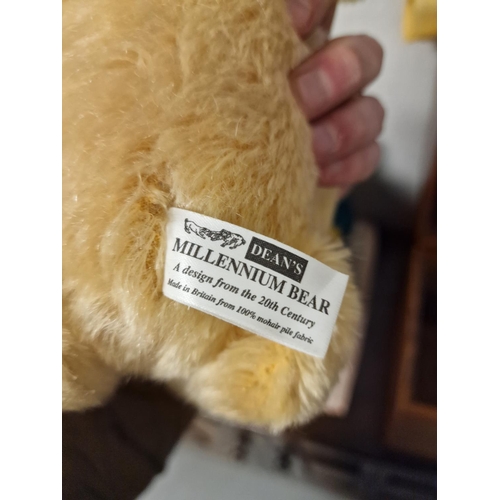 DEAN'S
MILLENNIUM BEAR
A design from the 20th Century
Made in Britain from 100% mohair pile fabric